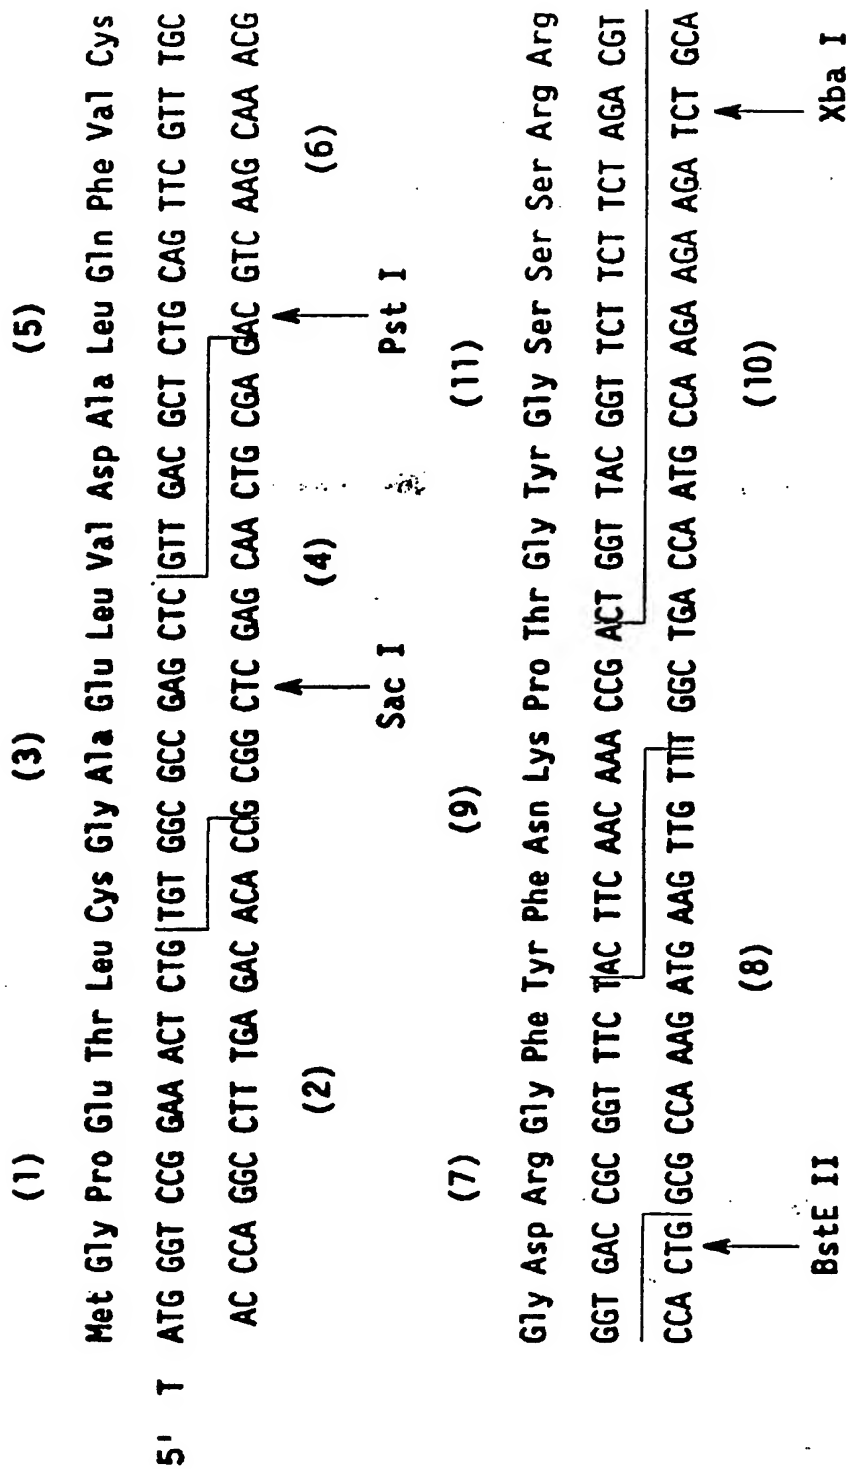 (1) (3) (5)
Met Gly Pro Glu Thr Leu Cys Gly Ala Glu Leu Val Asp Ala Leu Gln Phe Val Cys
5' T ATG GGT CCG GAA ACT CTG TGT GGC GCC GAG CTC GTT GAC GCT CTG CAG TTC GTT TGC
AC CCA GGC CTT TGA GAC ACA CCG CGG CTC GAG CAA CTG CGA GAC GTC AAG CAA ACG
(2) (4) (6)
Sac I Pst I
(7) (9) (11)
Gly Asp Arg Gly Phe Tyr Phe Asn Lys Pro Thr Gly Tyr Gly Ser Ser Ser Arg Arg
GGT GAC CGC GGT TTC TAC TTC AAC AAA CCG ACT GGT TAC GGT TCT TCT TCT AGA CGT
CCA CTG GCG CCA AAG ATG AAG TTG TTT GGC TGA CCA ATG CCA AGA AGA AGA TCT GCA
(8) (10)
BstE II Xba I